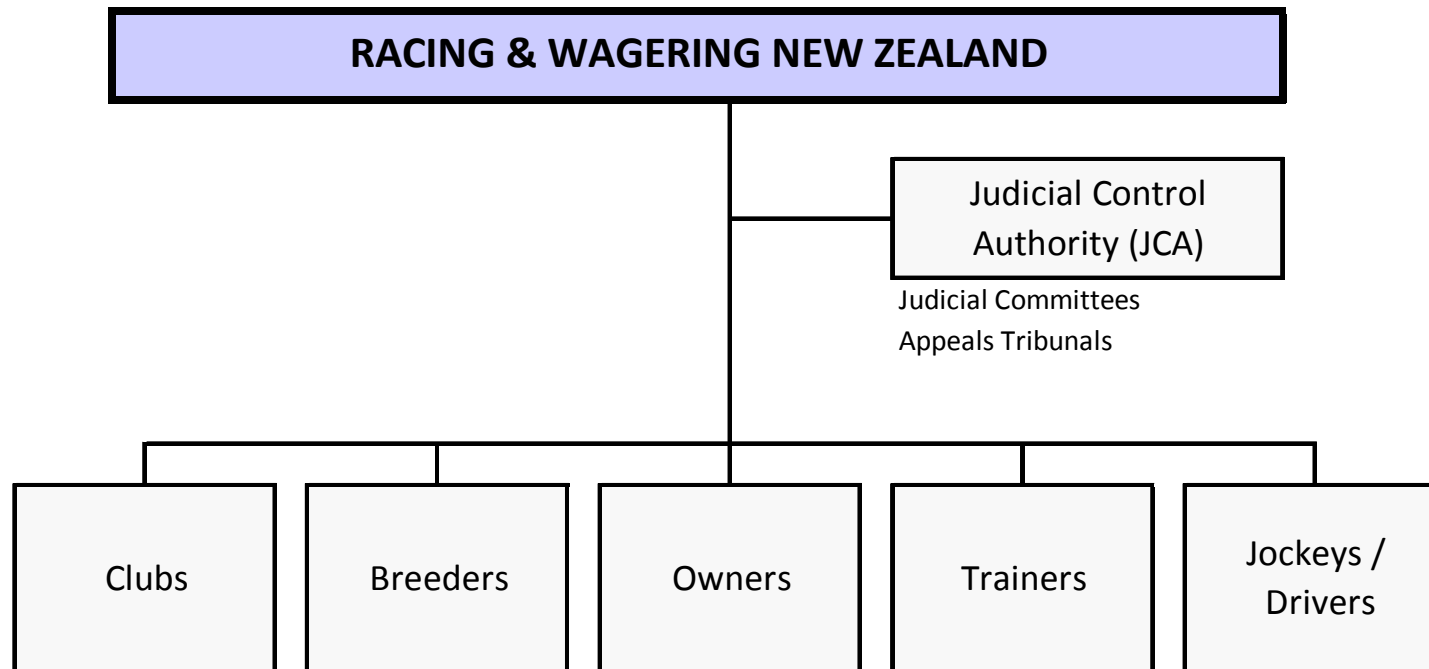 RACING & WAGERING NEW ZEALAND
Judicial Control
Authority (JCA)
Judicial Committees
Appeals Tribunals
Clubs
Breeders
Owners
Trainers
Jockeys /
Drivers